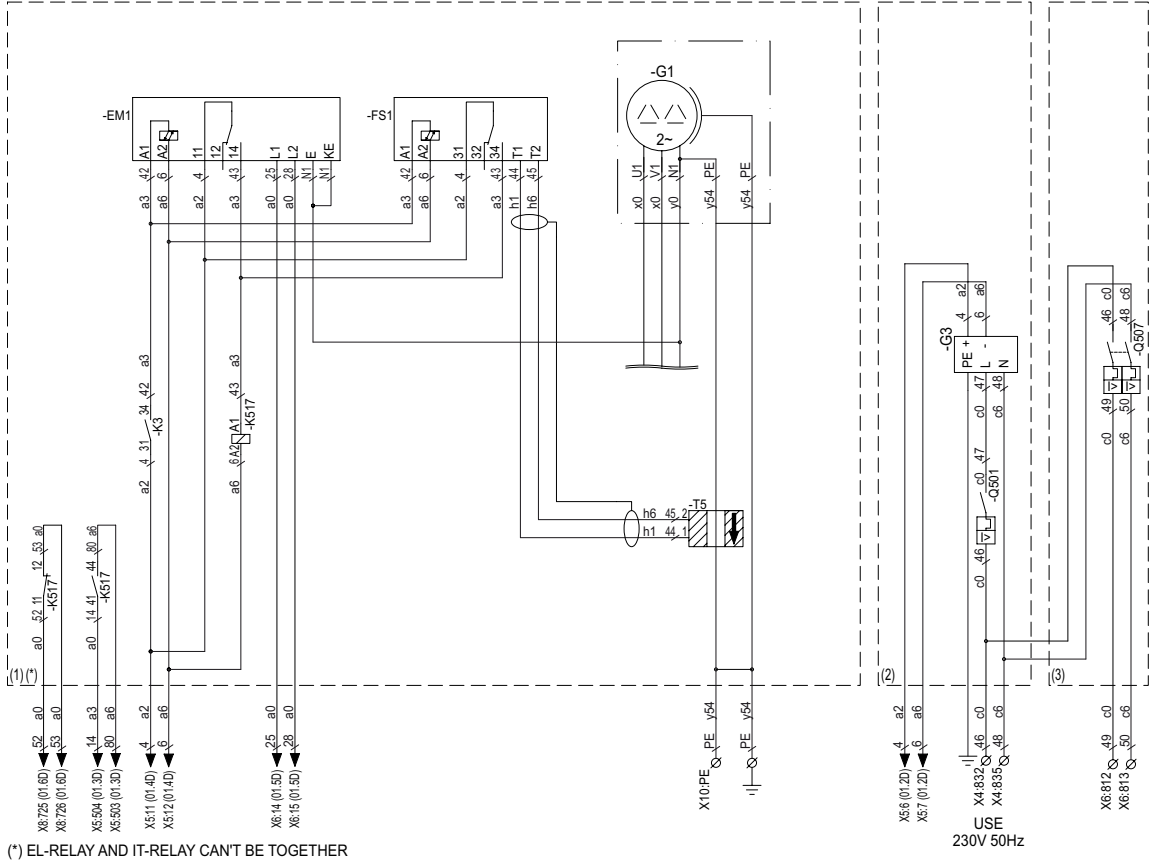 -EM1
A1 A2 11 12 14 L1 L2 E KE
42 6 4 43 25 28 N1 N1
a3 a6 a2 a3 a0 a0
-FS1
A1 A2 31 32 34 T1 T2
42 6 4 43 44 45
a3 a6 a2 a3 h1 h6
-G1
2~
U1 V1 N1 PE PE
x0 x0 y0 y54 y54
a3
42
34
-K3
31
4
a2
a3
43
A1
-K517
A2
6
a6
-T5
h6 45 2
h1 44 1
a0
53
12
-K517
11
52
a0
a6
80
44
-K517
41
14
a0
(1) (*)
a0 a0 a3 a6 a2 a6 a0 a0 y54 y54
52 53 14 80 4 6 25 28 PE PE
X8:725 (01.6D)
X8:726 (01.6D)
X5:504 (01.3D)
X5:503 (01.3D)
X5:11 (01.4D)
X5:12 (01.4D)
X6:14 (01.5D)
X6:15 (01.5D)
X10:PE
a2 a6
4 6
-G3
+ -
PE L N
47 48
c0 c6
47
c0
-Q501
I>
46
c0
(2)
a2 a6 c0 c6
4 6 46 48
X5:6 (01.2D)
X5:7 (01.2D)
X4:832
X4:835
USE
230V 50Hz
c0 c6
46 48
-Q507
I> I>
49 50
c0 c6
(3)
c0 c6
49 50
X6:812
X6:813
(*) EL-RELAY AND IT-RELAY CAN'T BE TOGETHER